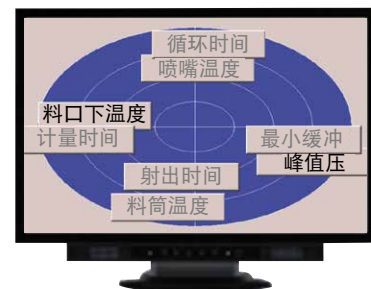 循环时间
喷嘴温度
料口下温度
计量时间
最小缓冲
峰值压
射出时间
料筒温度